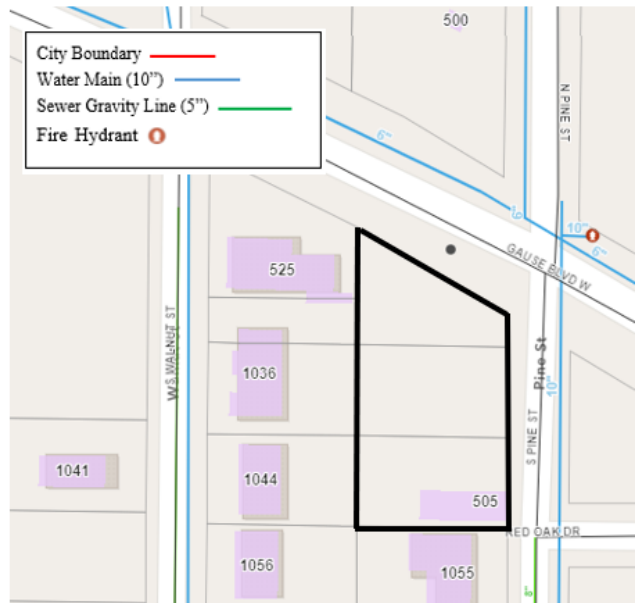 500
City Boundary
Water Main (10”)
Sewer Gravity Line (5”)
Fire Hydrant
N PINE ST
6"
6"
10"
6"
GAUSE BLVD W
525
W S WALNUT ST
1036
Pine St
10"
S PINE ST
1041
1044
505
RED OAK DR
1056
1055
8"